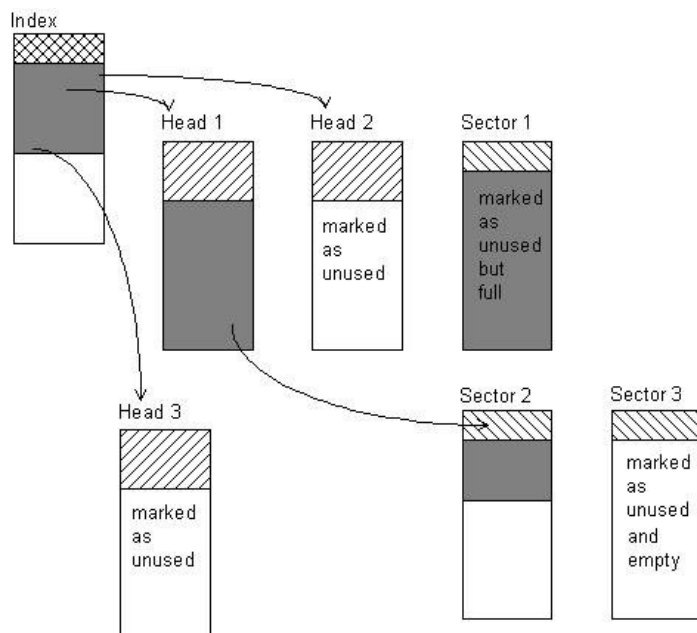 Index
Head 1
Head 2
Sector 1
marked
as
unused
marked
as
unused
but
full
Head 3
marked
as
unused
Sector 2
Sector 3
marked
as
unused
and
empty